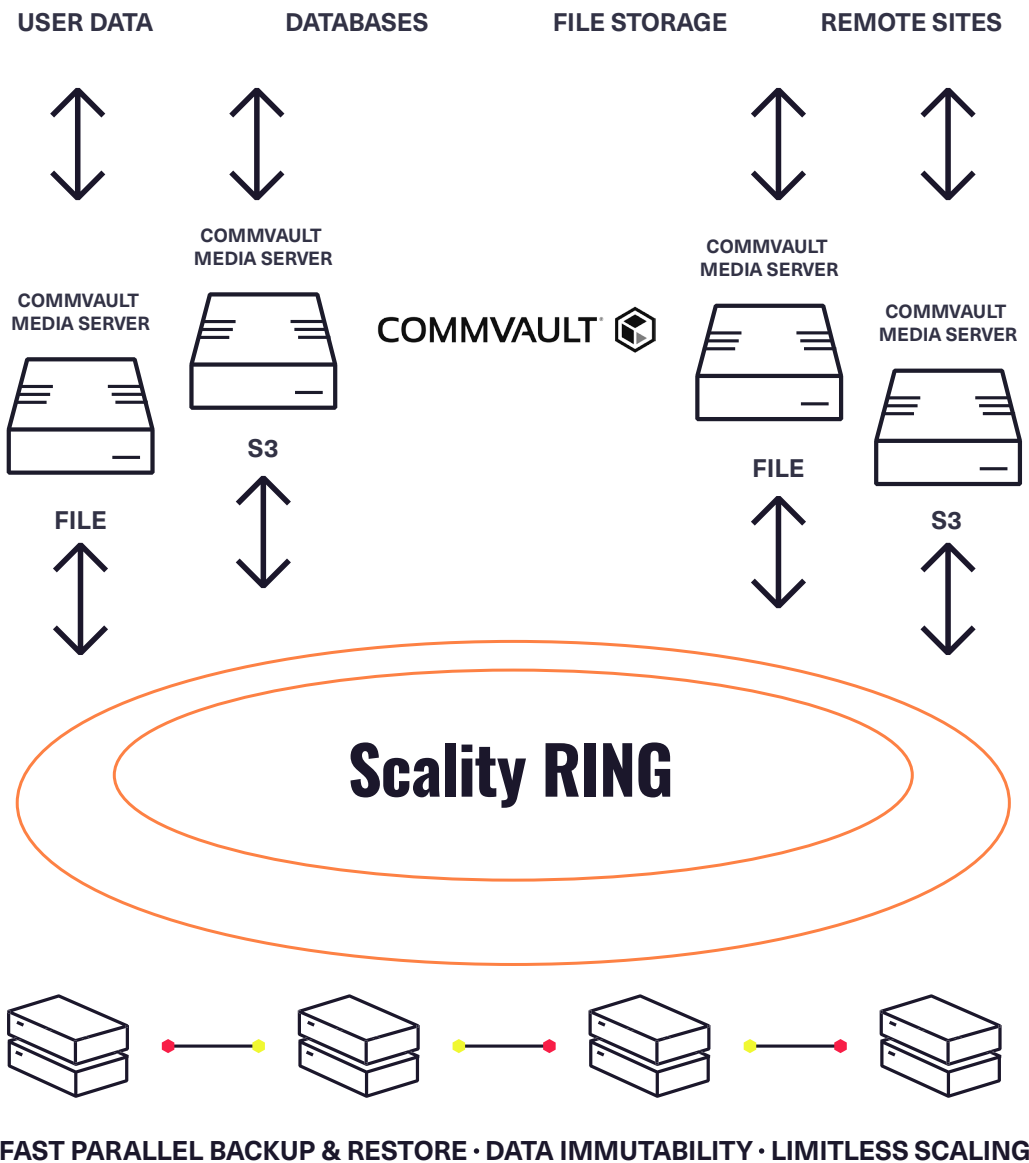 USER DATA DATABASES FILE STORAGE REMOTE SITES
COMMVAULT
MEDIA SERVER
COMMVAULT
MEDIA SERVER
COMMVAULT
MEDIA SERVER
COMMVAULT
MEDIA SERVER
COMMVAULT
S3
FILE
FILE
S3
Scality RING
FAST PARALLEL BACKUP & RESTORE · DATA IMMUTABILITY · LIMITLESS SCALING